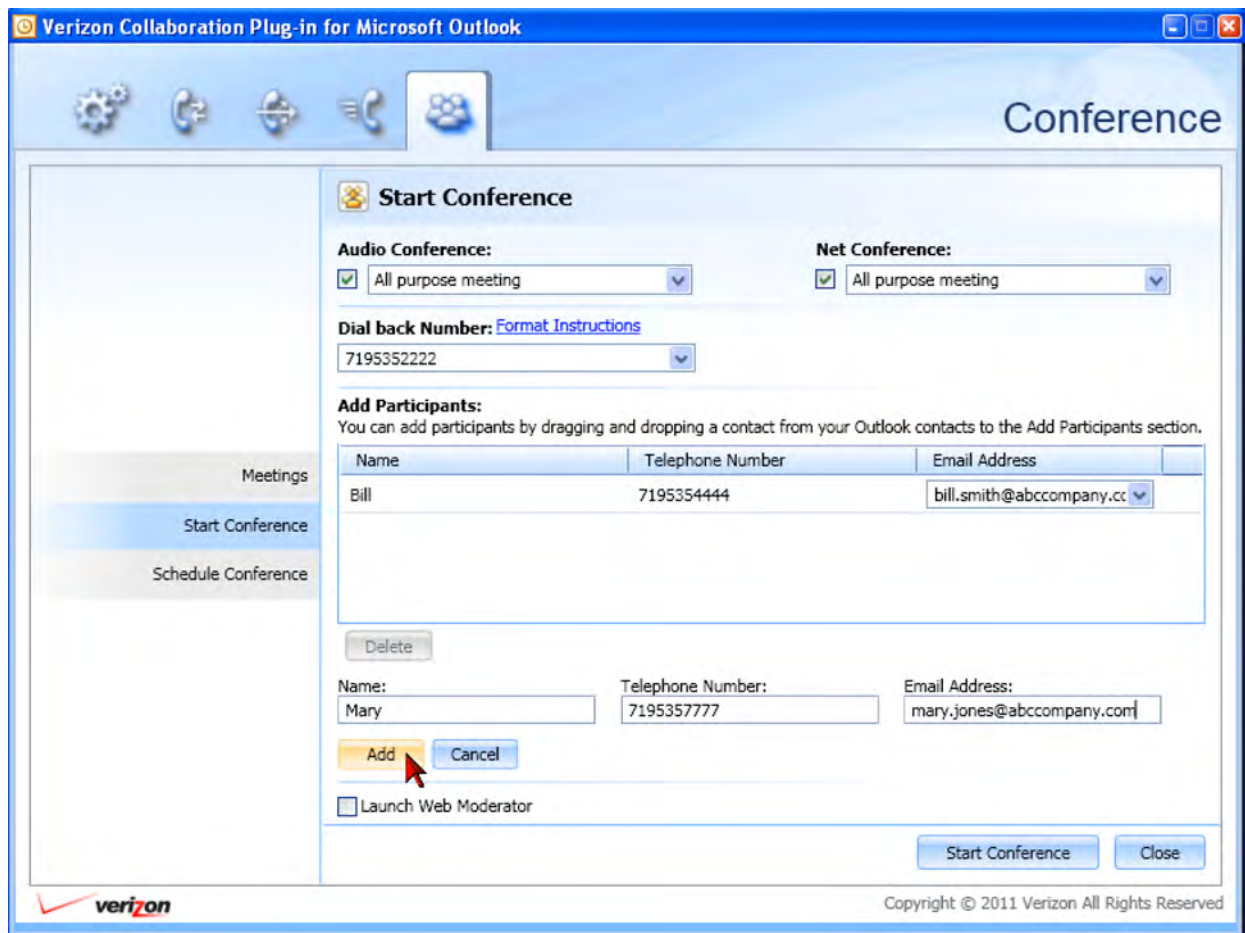 Verizon Collaboration Plug-in for Microsoft Outlook
Conference
Start Conference
Audio Conference:
Net Conference:
All purpose meeting
All purpose meeting
Dial back Number: Format Instructions
7195352222
Add Participants:
You can add participants by dragging and dropping a contact from your Outlook contacts to the Add Participants section.
Name Telephone Number Email Address
Bill 7195354444 bill.smith@abccompany.cc
Meetings
Start Conference
Schedule Conference
Delete
Name: Telephone Number: Email Address:
Mary 7195357777 mary.jones@abccompany.com
Add Cancel
Launch Web Moderator
Start Conference Close
verizon
Copyright © 2011 Verizon All Rights Reserved